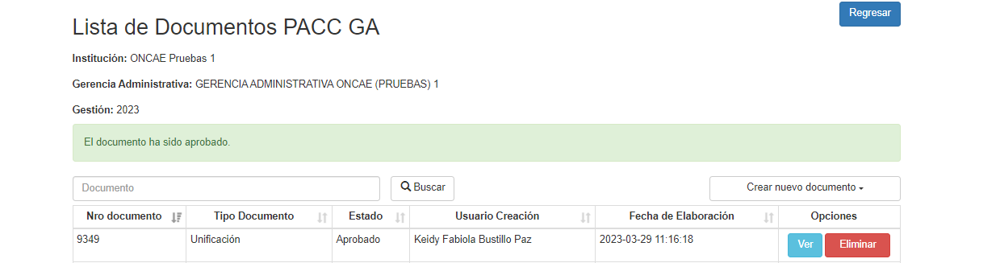 Regresar
Lista de Documentos PACC GA
Institución: ONCAE Pruebas 1
Gerencia Administrativa: GERENCIA ADMINISTRATIVA ONCAE (PRUEBAS) 1
Gestión: 2023
El documento ha sido aprobado.
Documento Buscar Crear nuevo documento
Nro documento Tipo Documento Estado Usuario Creación Fecha de Elaboración Opciones
9349 Unificación Aprobado Keidy Fabiola Bustillo Paz 2023-03-29 11:16:18 Ver Eliminar